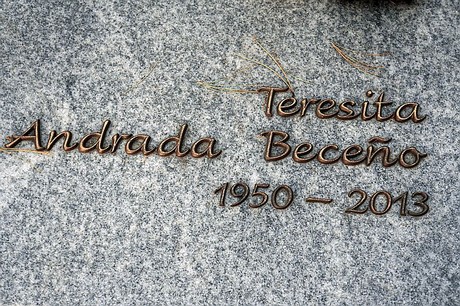 Teresita
Andrada Beceño
1950 – 2013